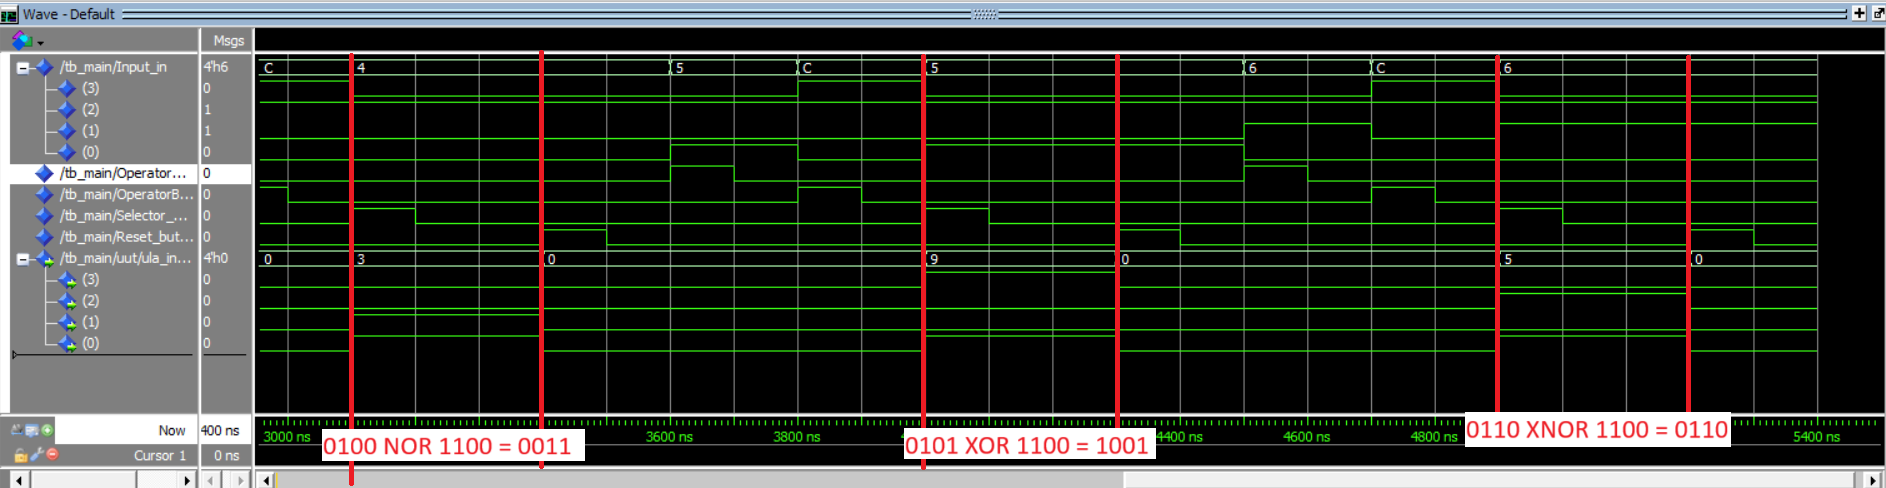 Wave - Default
Msgs
/tb_main/Input_in 4'h6 C 4 5 C 5 6 C 6
(3) 0
(2) 1
(1) 1
(0) 0
/tb_main/Operator... 0
/tb_main/OperatorB... 0
/tb_main/Selector_... 0
/tb_main/Reset_but... 0
/tb_main/uut/ula_in... 4'h0 0 3 0 9 0 5 0
(3) 0
(2) 0
(1) 0
(0) 0
Now 400 ns 3000 ns 3600 ns 3800 ns 4400 ns 4600 ns 4800 ns 5400 ns
Cursor 1 0 ns
0100 NOR 1100 = 0011
0101 XOR 1100 = 1001
0110 XNOR 1100 = 0110